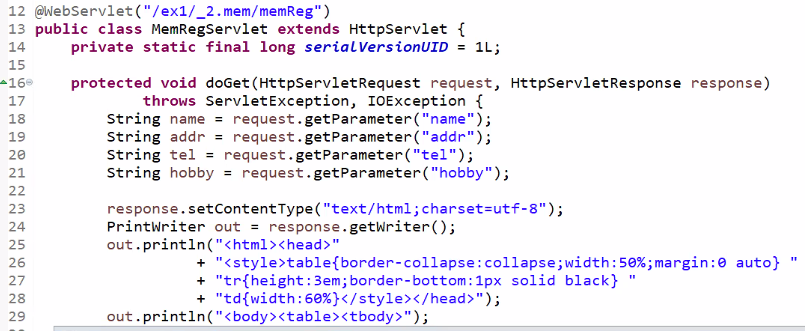 12 @WebServlet("/ex1/_2.mem/memReg")
13 public class MemRegServlet extends HttpServlet {
14     private static final long serialVersionUID = 1L;
15
16     protected void doGet(HttpServletRequest request, HttpServletResponse response)
17             throws ServletException, IOException {
18         String name = request.getParameter("name");
19         String addr = request.getParameter("addr");
20         String tel = request.getParameter("tel");
21         String hobby = request.getParameter("hobby");
22
23         response.setContentType("text/html;charset=utf-8");
24         PrintWriter out = response.getWriter();
25         out.println("<html><head>"
26                 + "<style>table{border-collapse:collapse;width:50%;margin:0 auto} "
27                 + "tr{height:3em;border-bottom:1px solid black} "
28                 + "td{width:60%}</style></head>");
29         out.println("<body><table><tbody>");